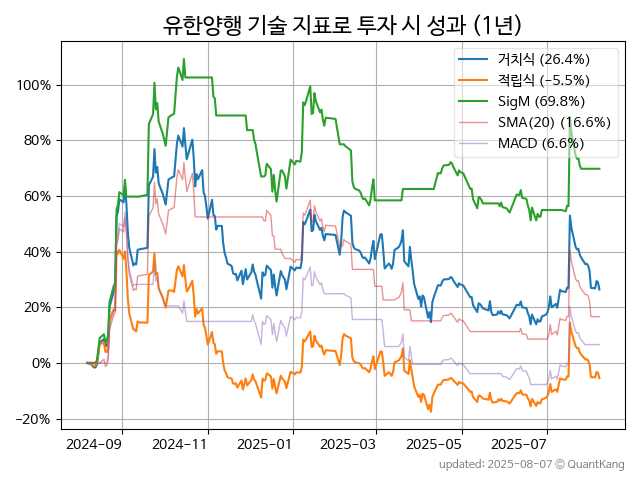 유한양행 기술 지표로 투자 시 성과 (1년)
거치식 (26.4%)
적립식 (−5.5%)
SigM (69.8%)
SMA(20) (16.6%)
MACD (6.6%)
100%
80%
60%
40%
20%
0%
−20%
2024-09
2024-11
2025-01
2025-03
2025-05
2025-07
updated: 2025-08-07 © QuantKang